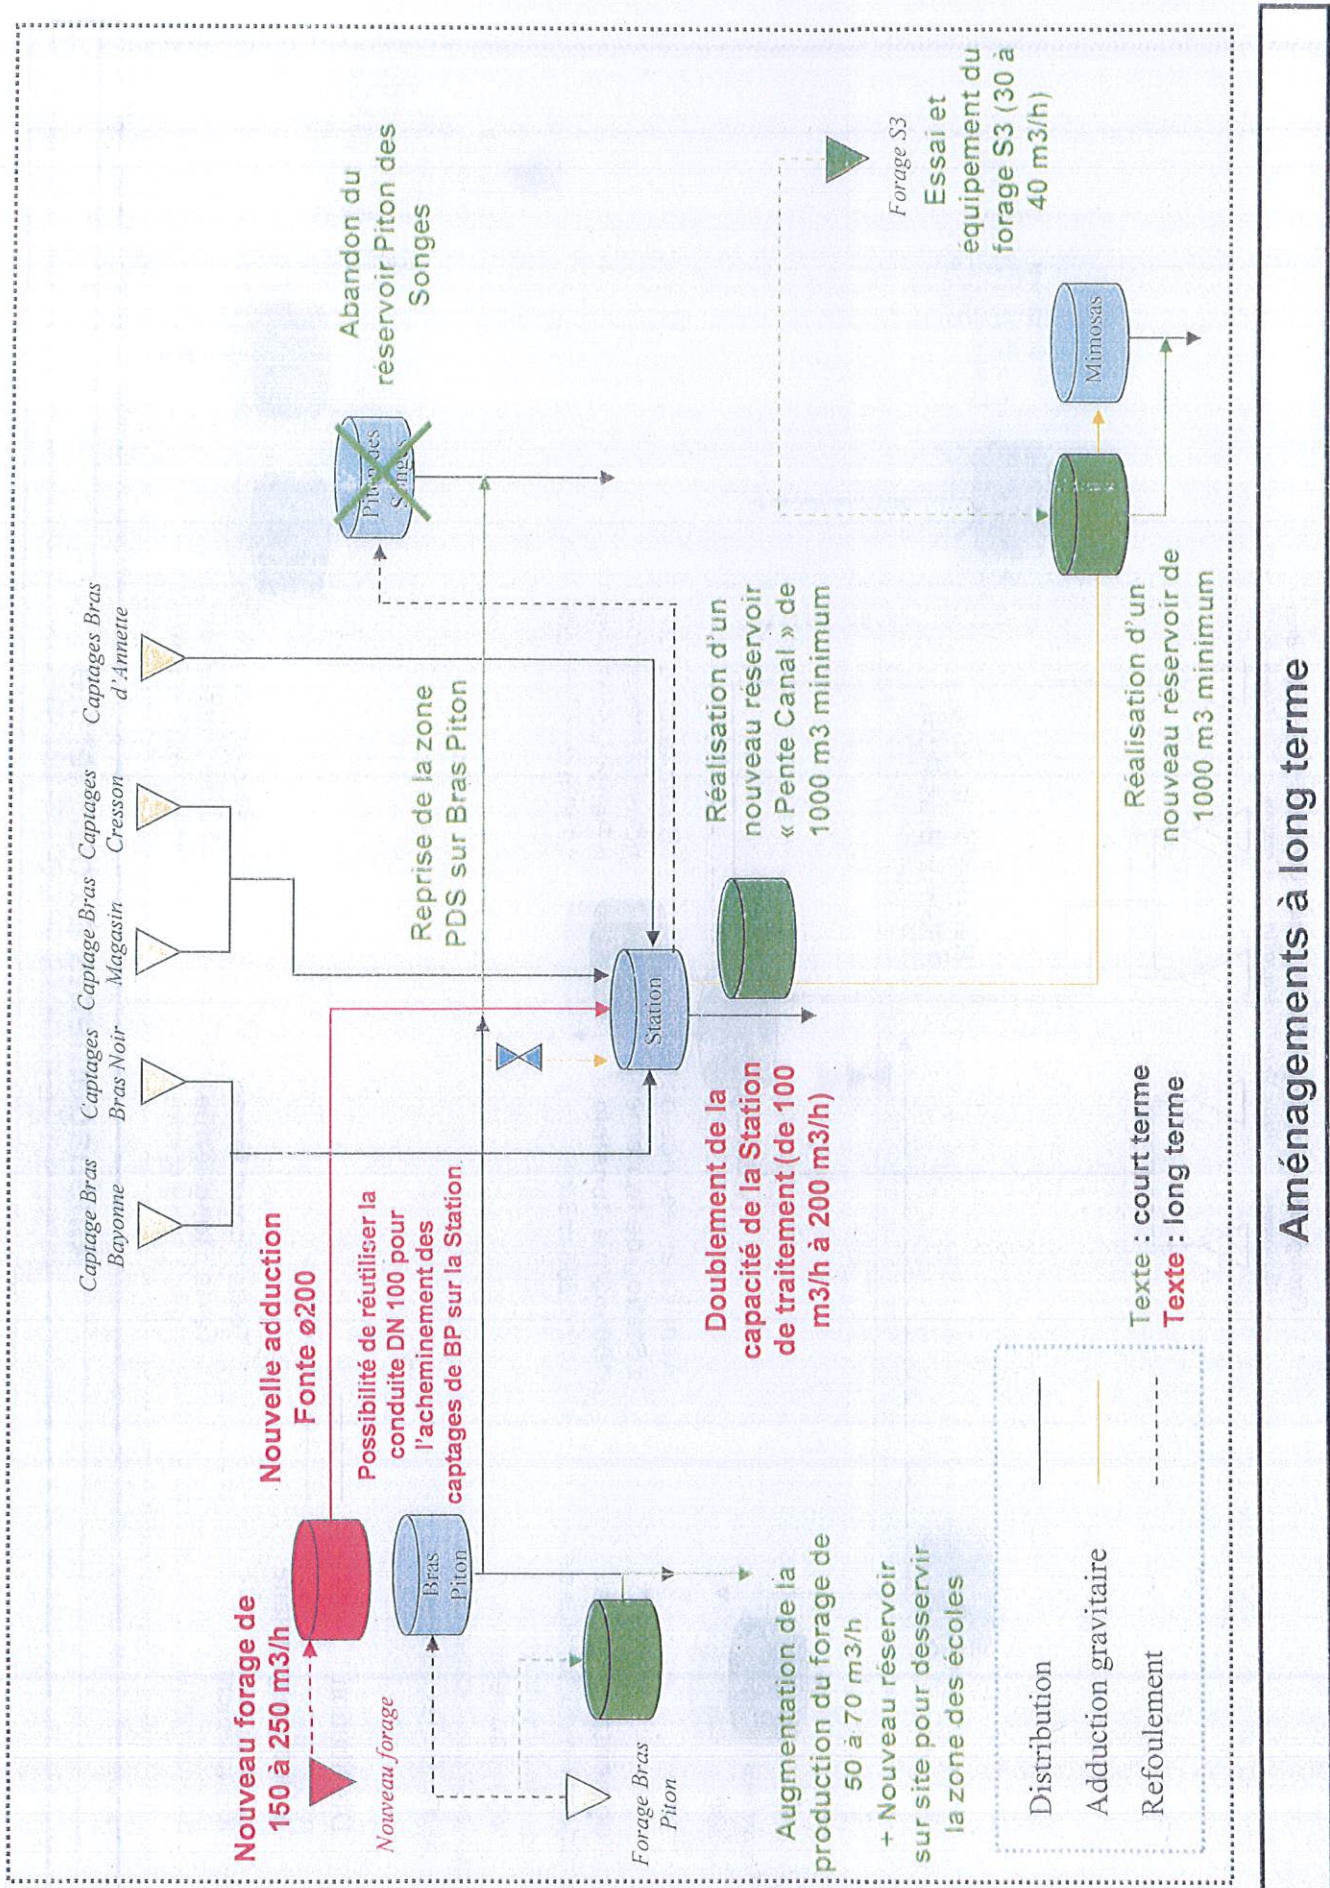 Captage Bras
Bayonne
Captages
Bras Noir
Captage Bras
Magasin
Captages
Cresson
Captages Bras
d'Annette
Nouveau forage de
150 à 250 m3/h
Nouveau forage
Nouvelle adduction
Fonte ø200
Possibilité de réutiliser la
conduite DN 100 pour
l'acheminement des
captages de BP sur la Station.
Bras
Piton
Forage Bras
Piton
Augmentation de la
production du forage de
50 à 70 m3/h
+ Nouveau réservoir
sur site pour desservir
la zone des écoles
Reprise de la zone
PDS sur Bras Piton
Piton des
Songes
Abandon du
réservoir Piton des
Songes
Station
Doublement de la
capacité de la Station
de traitement (de 100
m3/h à 200 m3/h)
Réalisation d'un
nouveau réservoir
« Pente Canal » de
1000 m3 minimum
Forage S3
Essai et
équipement du
forage S3 (30 à
40 m3/h)
Mimosas
Réalisation d'un
nouveau réservoir de
1000 m3 minimum
Distribution
Adduction gravitaire
Refoulement
Texte : court terme
Texte : long terme
Aménagements à long terme